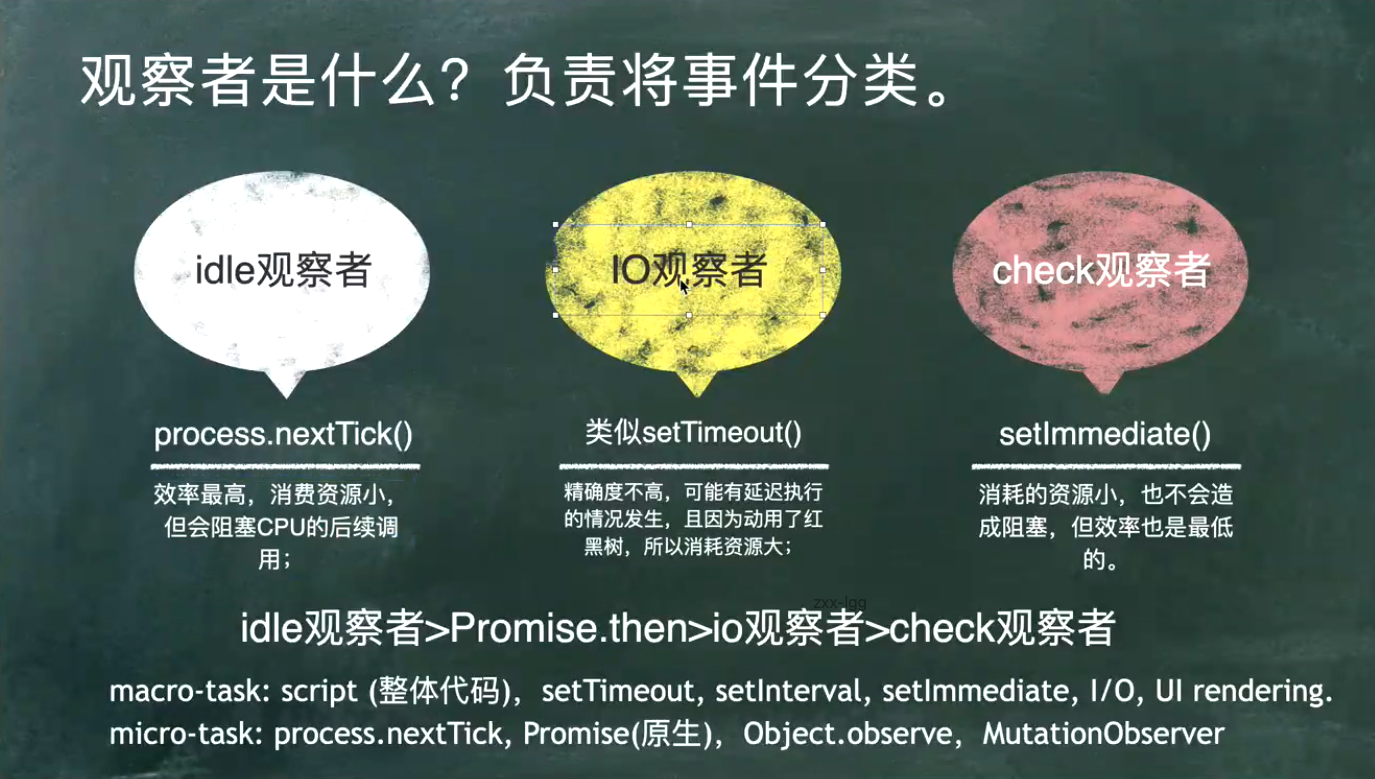 观察者是什么？负责将事件分类。
idle观察者
IO观察者
check观察者
process.nextTick()
效率最高，消费资源小，
但会阻塞CPU的后续调
用；
类似setTimeout()
精确度不高，可能有延迟执行
的情况发生，且因为动用了红
黑树，所以消耗资源大；
setImmediate()
消耗的资源小，也不会造
成阻塞，但效率也是最低
的。
zxx-lgg
idle观察者>Promise.then>io观察者>check观察者
macro-task: script (整体代码)，setTimeout, setInterval, setImmediate, I/O, UI rendering.
micro-task: process.nextTick, Promise(原生)，Object.observe，MutationObserver